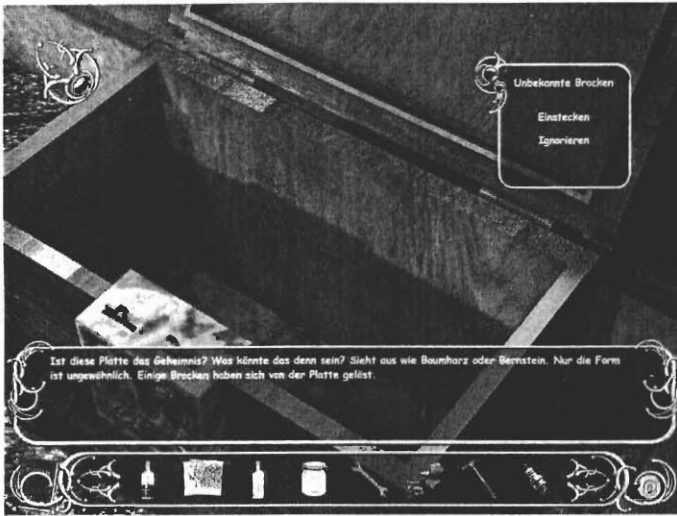 Unbekannte Brocken
Einstecken
Ignorieren
Ist diese Platte das Geheimnis? Was könnte das denn sein? Sieht aus wie Baumharz oder Bernstein. Nur die Form
ist ungewöhnlich. Einige Brocken haben sich von der Platte gelöst.